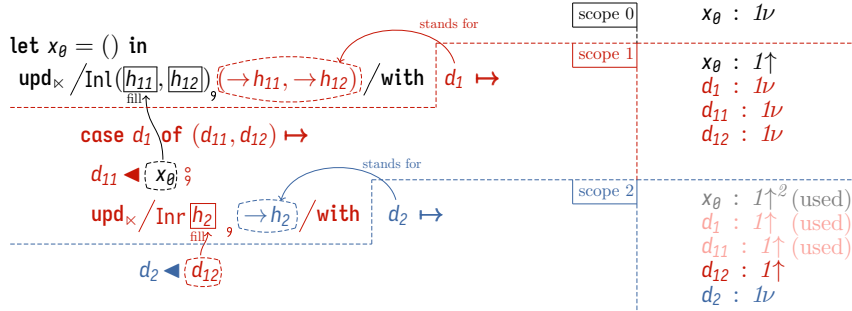 scope 0
x₀ : 1ν
stands for
let x₀ = () in
scope 1
x₀ : 1↑
upd⋉ /Inl(h₁₁, h₁₂) , (→h₁₁, →h₁₂) /with d₁ ↦
d₁ : 1ν
fill
d₁₁ : 1ν
case d₁ of (d₁₁, d₁₂) ↦
d₁₂ : 1ν
stands for
d₁₁ ◀ x₀ ;
scope 2
x₀ : 1↑² (used)
upd⋉ /Inr h₂ , →h₂ /with d₂ ↦
d₁ : 1↑ (used)
fill
d₁₁ : 1↑ (used)
d₂ ◀ d₁₂
d₁₂ : 1↑
d₂ : 1ν